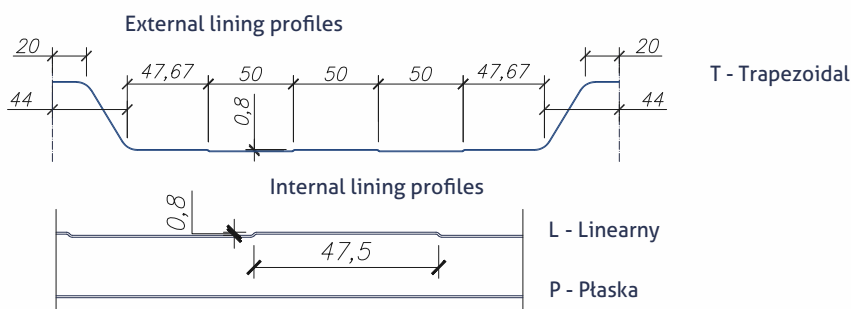 External lining profiles
20
20
47,67
50
50
50
47,67
T - Trapezoidal
44
0,8
44
Internal lining profiles
0,8
L - Linearny
47,5
P - Płaska